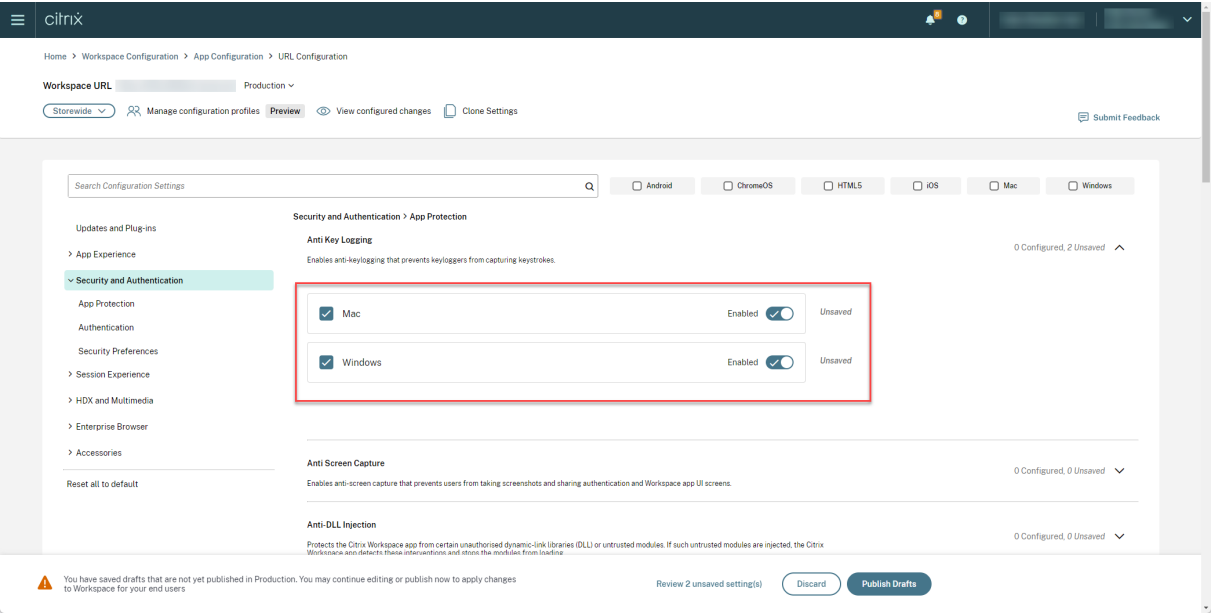 citrix
8
?
Home > Workspace Configuration > App Configuration > URL Configuration
Workspace URL
Production
Storewide
Manage configuration profiles Preview
View configured changes
Clone Settings
Submit Feedback
Search Configuration Settings
Android
ChromeOS
HTML5
iOS
Mac
Windows
Updates and Plug-ins
> App Experience
Security and Authentication
App Protection
Authentication
Security Preferences
> Session Experience
> HDX and Multimedia
> Enterprise Browser
> Accessories
Reset all to default
Security and Authentication > App Protection
Anti Key Logging
Enables anti-keylogging that prevents keyloggers from capturing keystrokes.
0 Configured, 2 Unsaved
Mac
Enabled
Unsaved
Windows
Enabled
Unsaved
Anti Screen Capture
Enables anti-screen capture that prevents users from taking screenshots and sharing authentication and Workspace app UI screens.
0 Configured, 0 Unsaved
Anti-DLL Injection
Protects the Citrix Workspace app from certain unauthorised dynamic-link libraries (DLL) or untrusted modules. If such untrusted modules are injected, the Citrix
Workspace app detects these interventions and stops the modules from loading
0 Configured, 0 Unsaved
You have saved drafts that are not yet published in Production. You may continue editing or publish now to apply changes
to Workspace for your end users
Review 2 unsaved setting(s)
Discard
Publish Drafts